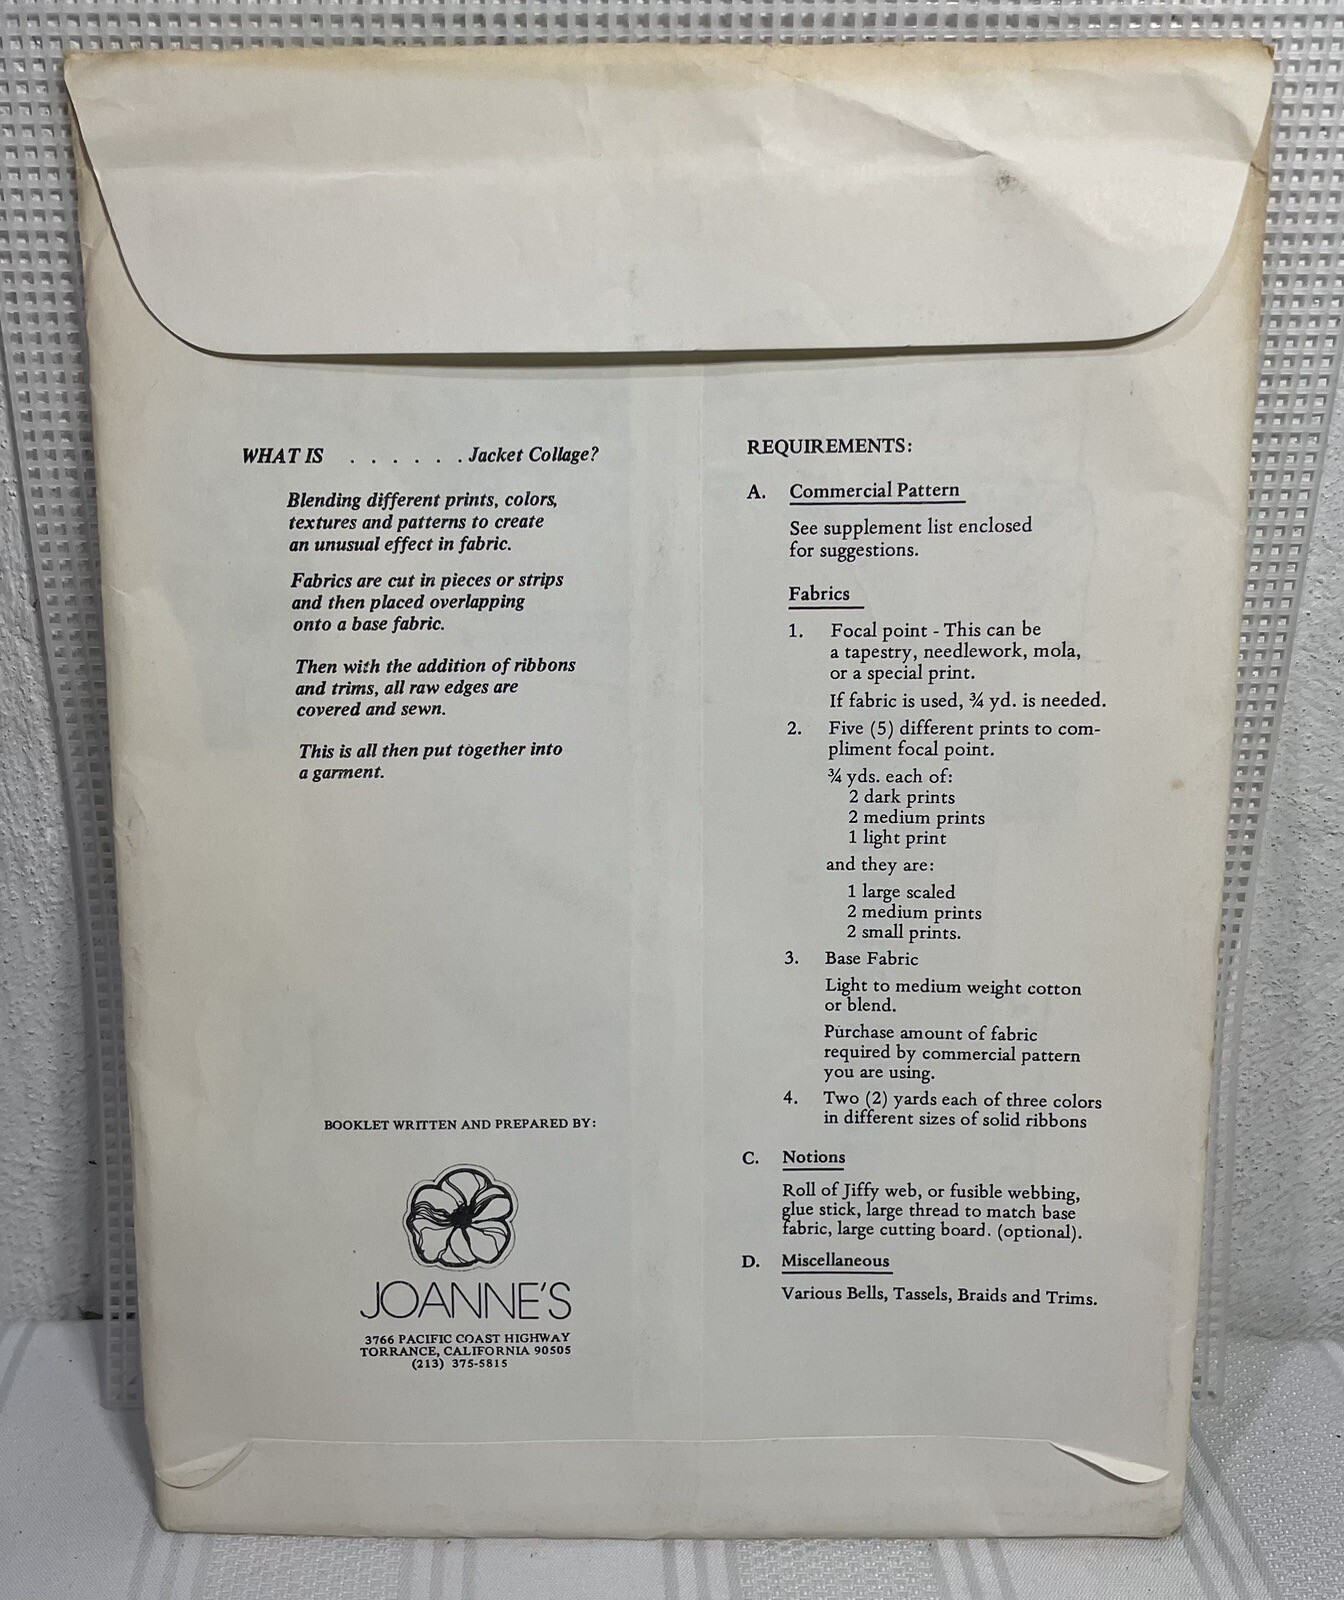 WHAT IS . . . . . . Jacket Collage?
Blending different prints, colors,
textures and patterns to create
an unusual effect in fabric.
Fabrics are cut in pieces or strips
and then placed overlapping
onto a base fabric.
Then with the addition of ribbons
and trims, all raw edges are
covered and sewn.
This is all then put together into
a garment.
BOOKLET WRITTEN AND PREPARED BY:
JOANNE'S
3766 PACIFIC COAST HIGHWAY
TORRANCE, CALIFORNIA 90505
(213) 375-5815
REQUIREMENTS:
A. Commercial Pattern
See supplement list enclosed
for suggestions.
Fabrics
1. Focal point - This can be
a tapestry, needlework, mola,
or a special print.
If fabric is used, ¾ yd. is needed.
2. Five (5) different prints to com-
pliment focal point.
¾ yds. each of:
2 dark prints
2 medium prints
1 light print
and they are:
1 large scaled
2 medium prints
2 small prints.
3. Base Fabric
Light to medium weight cotton
or blend.
Purchase amount of fabric
required by commercial pattern
you are using.
4. Two (2) yards each of three colors
in different sizes of solid ribbons
C. Notions
Roll of Jiffy web, or fusible webbing,
glue stick, large thread to match base
fabric, large cutting board. (optional).
D. Miscellaneous
Various Bells, Tassels, Braids and Trims.